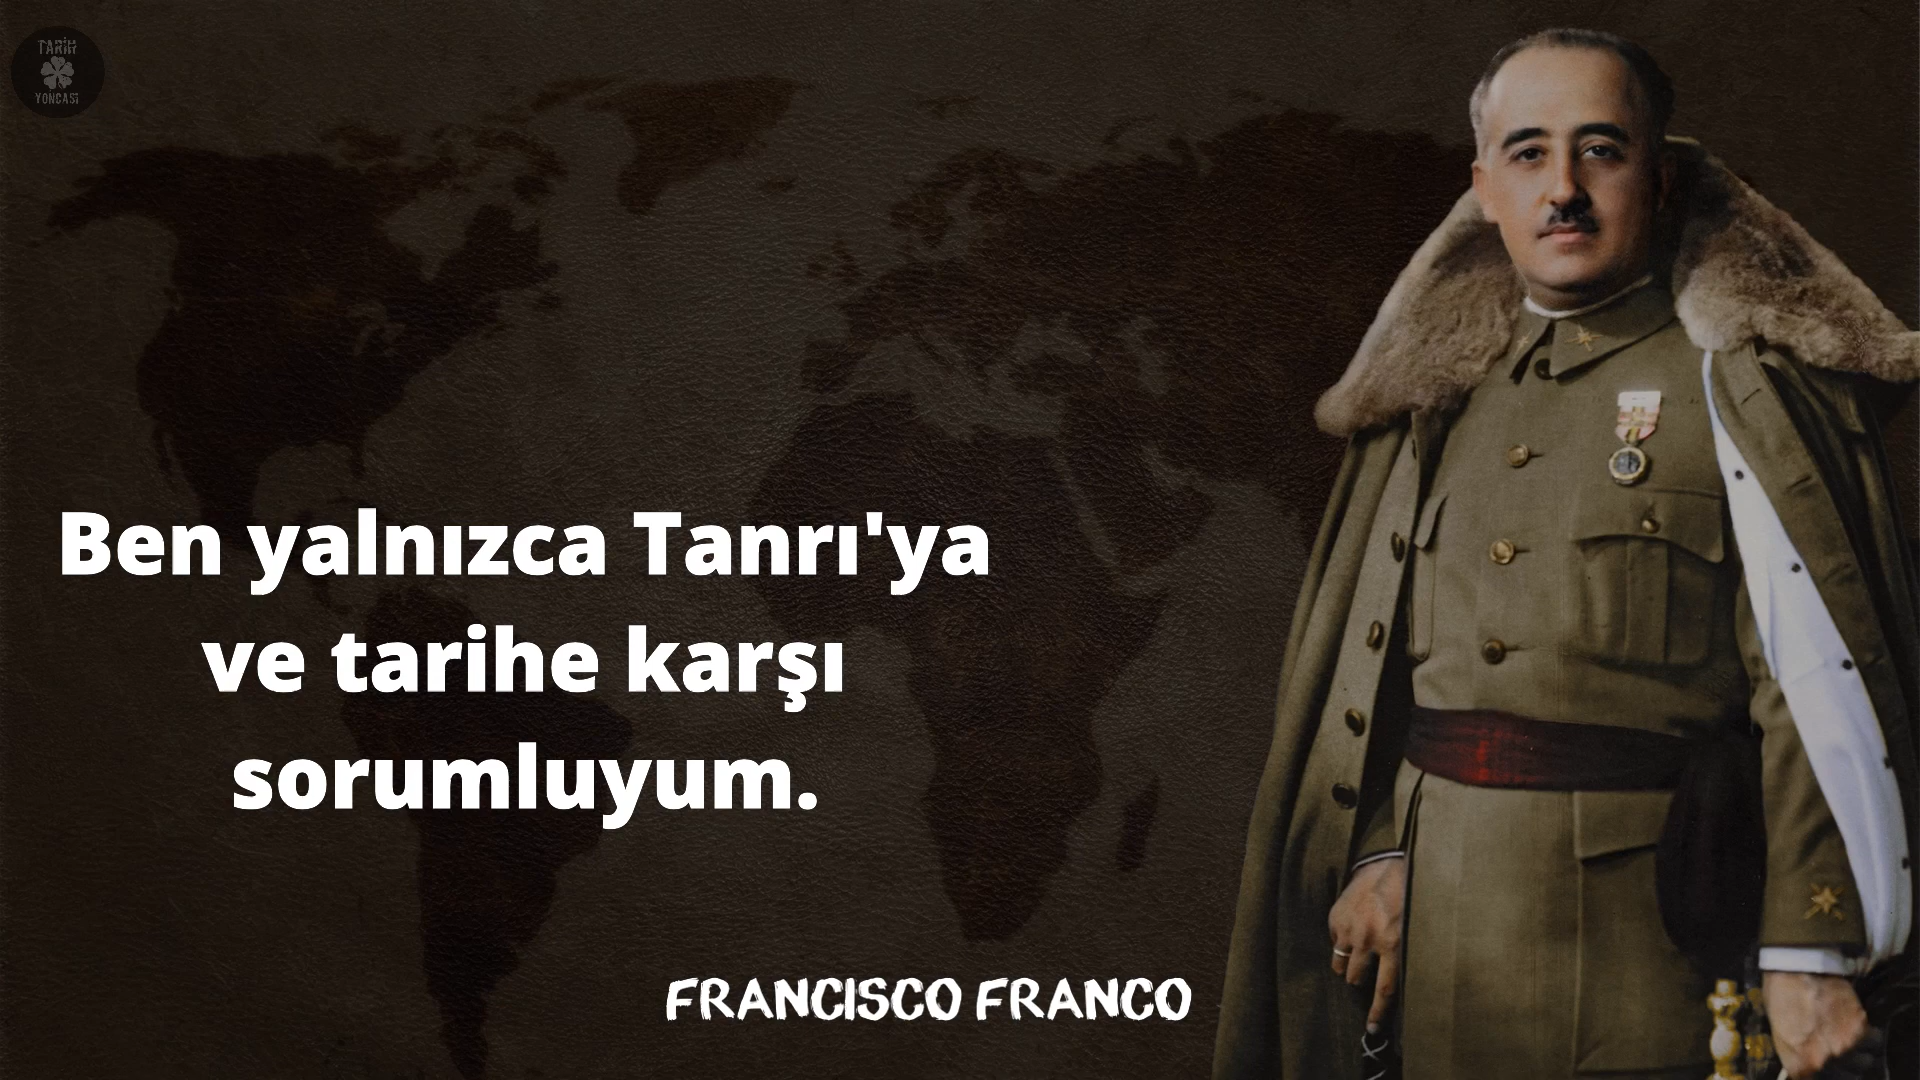 TARİH
YONCASI
Ben yalnızca Tanrı'ya
ve tarihe karşı
sorumluyum.
FRANCISCO FRANCO